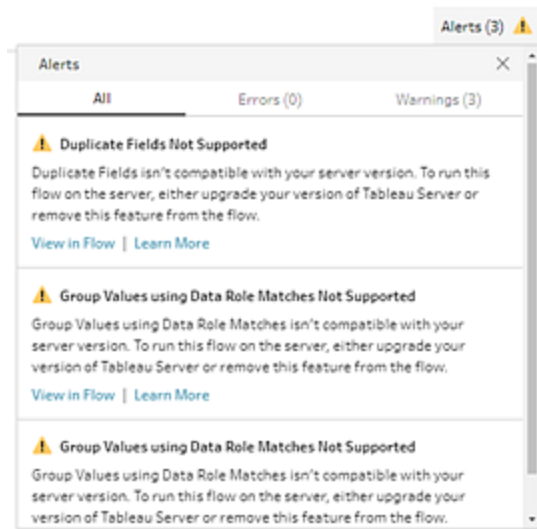 Alerts (3)
Alerts
All Errors (0) Warnings (3)
Duplicate Fields Not Supported
Duplicate Fields isn't compatible with your server version. To run this
flow on the server, either upgrade your version of Tableau Server or
remove this feature from the flow.
View in Flow | Learn More
Group Values using Data Role Matches Not Supported
Group Values using Data Role Matches isn't compatible with your
server version. To run this flow on the server, either upgrade your
version of Tableau Server or remove this feature from the flow.
View in Flow | Learn More
Group Values using Data Role Matches Not Supported
Group Values using Data Role Matches isn't compatible with your
server version. To run this flow on the server, either upgrade your
version of Tableau Server or remove this feature from the flow.